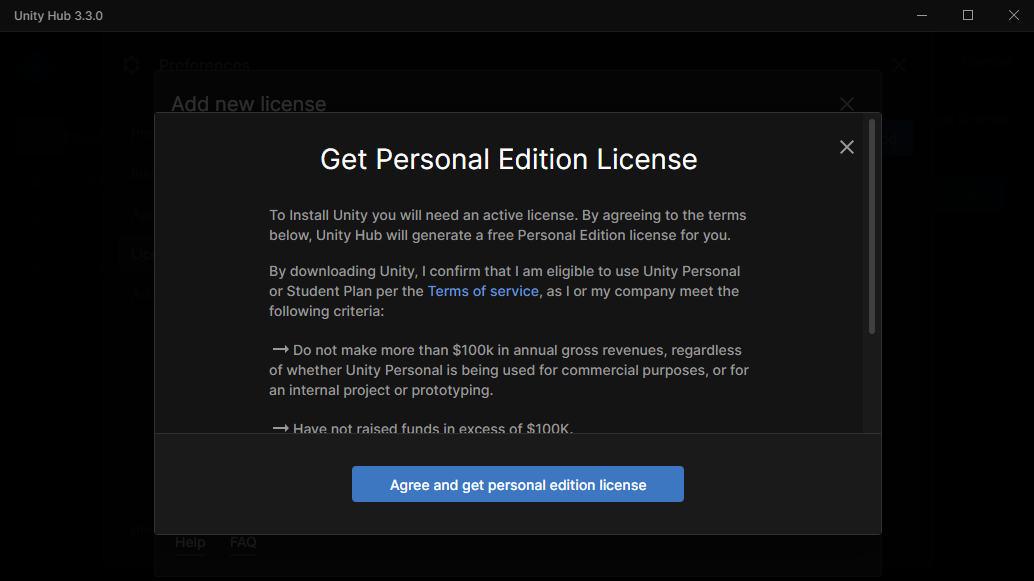 Unity Hub 3.3.0
Preferences
Add new license
Get Personal Edition License
To Install Unity you will need an active license. By agreeing to the terms
below, Unity Hub will generate a free Personal Edition license for you.
By downloading Unity, I confirm that I am eligible to use Unity Personal
or Student Plan per the Terms of service, as I or my company meet the
following criteria:
→ Do not make more than $100k in annual gross revenues, regardless
of whether Unity Personal is being used for commercial purposes, or for
an internal project or prototyping.
→ Have not raised funds in excess of $100K.
Agree and get personal edition license
Help FAQ